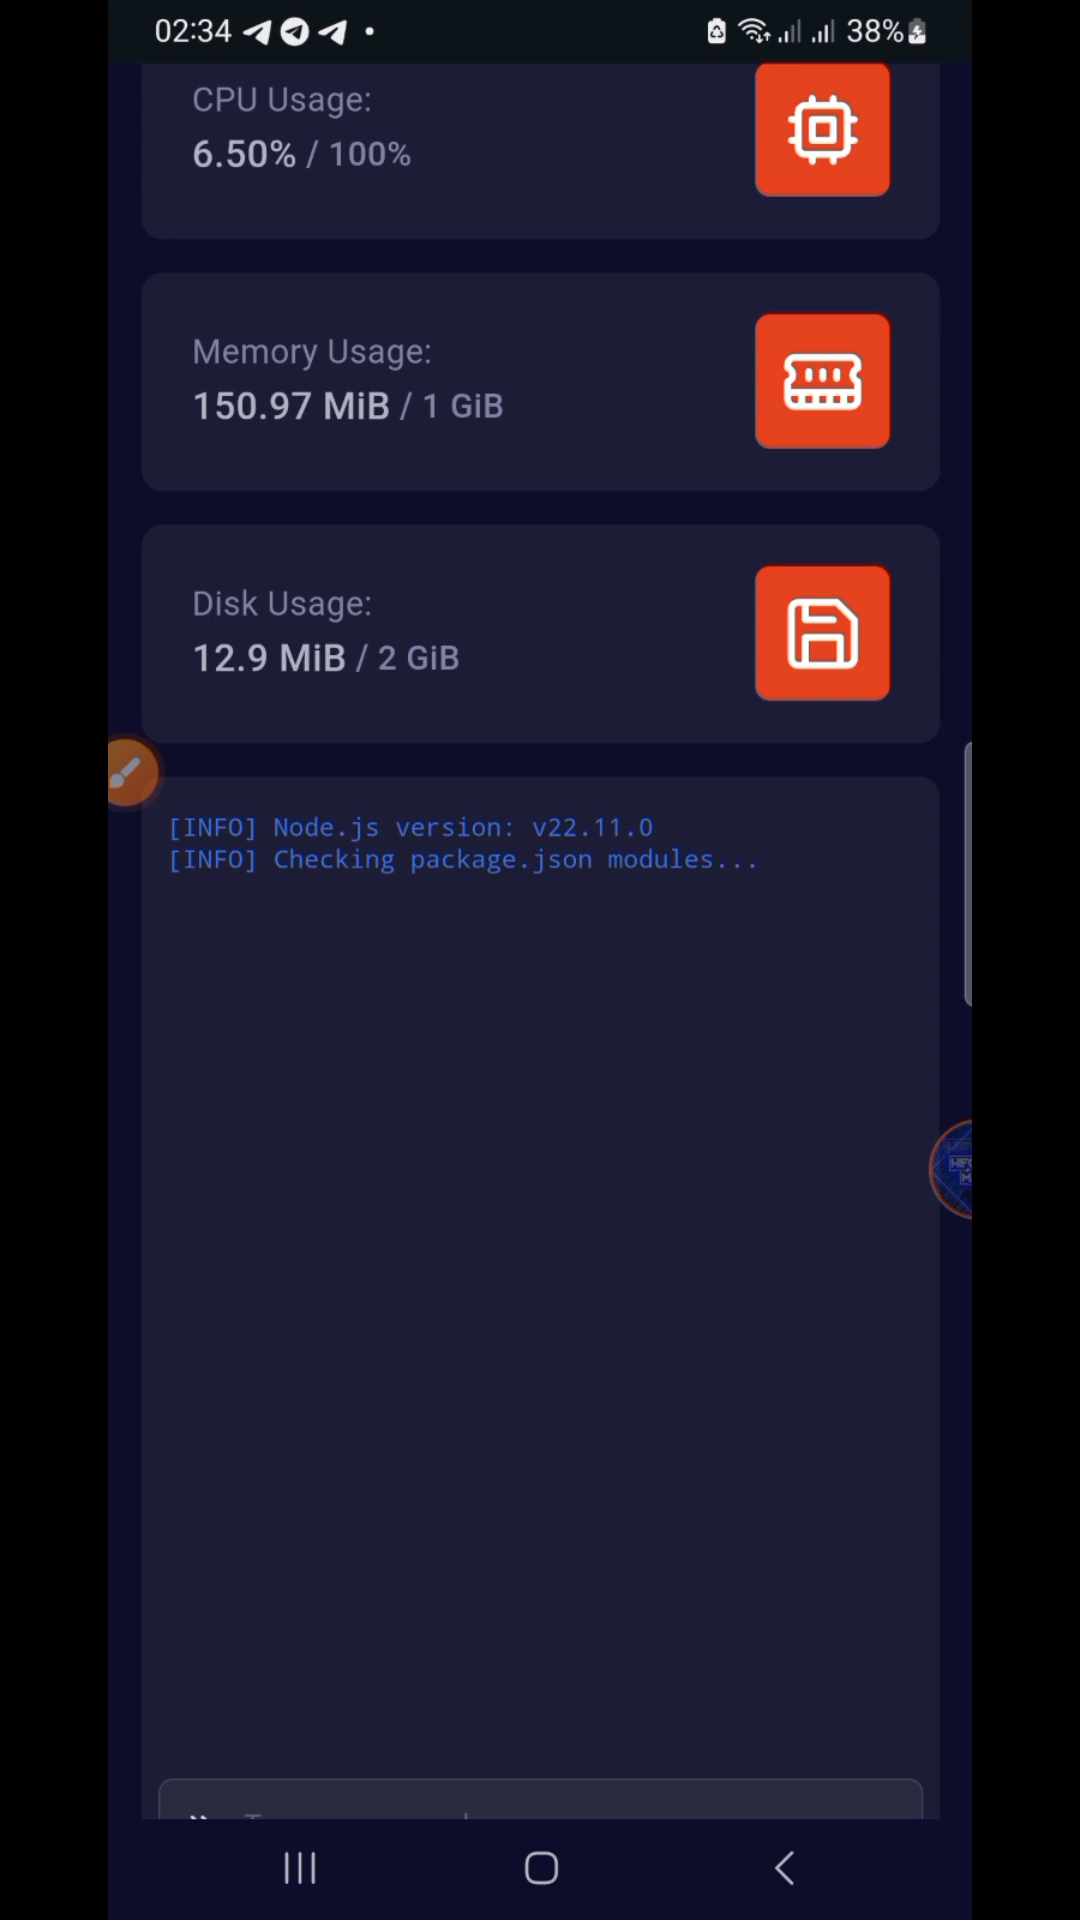 02:34
38%
CPU Usage:
6.50% / 100%
Memory Usage:
150.97 MiB / 1 GiB
Disk Usage:
12.9 MiB / 2 GiB
[INFO] Node.js version: v22.11.0
[INFO] Checking package.json modules...